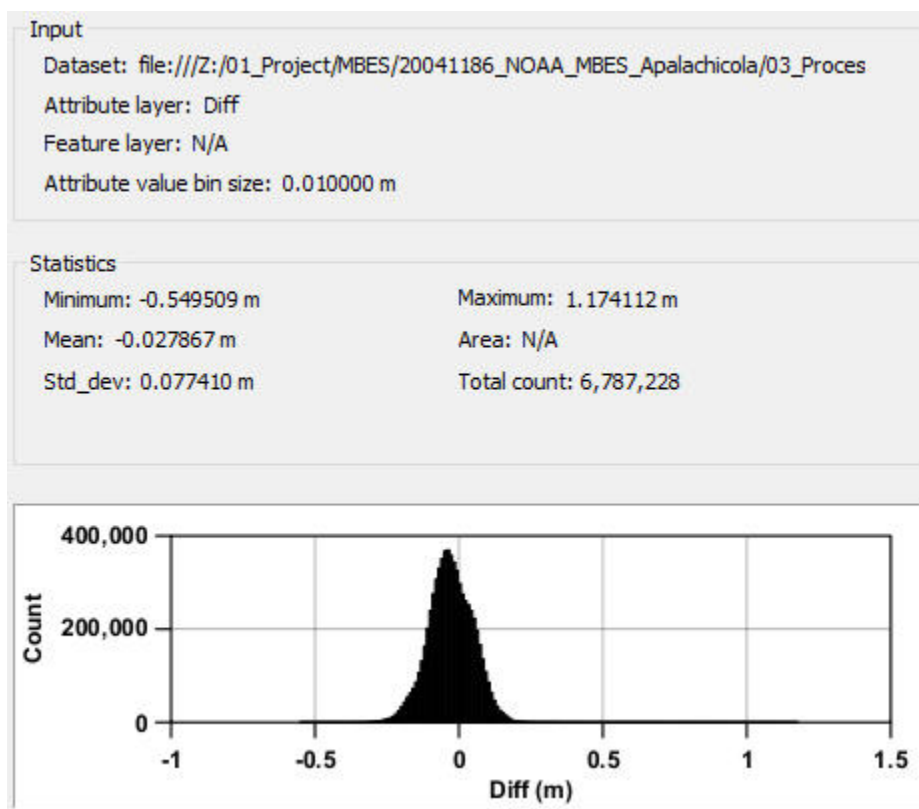 Input
Dataset: file:///Z:/01_Project/MBES/20041186_NOAA_MBES_Apalachicola/03_Proces
Attribute layer: Diff
Feature layer: N/A
Attribute value bin size: 0.010000 m
Statistics
Minimum: -0.549509 m Maximum: 1.174112 m
Mean: -0.027867 m Area: N/A
Std_dev: 0.077410 m Total count: 6,787,228
400,000
200,000
0
Count
-1 -0.5 0 0.5 1 1.5
Diff (m)